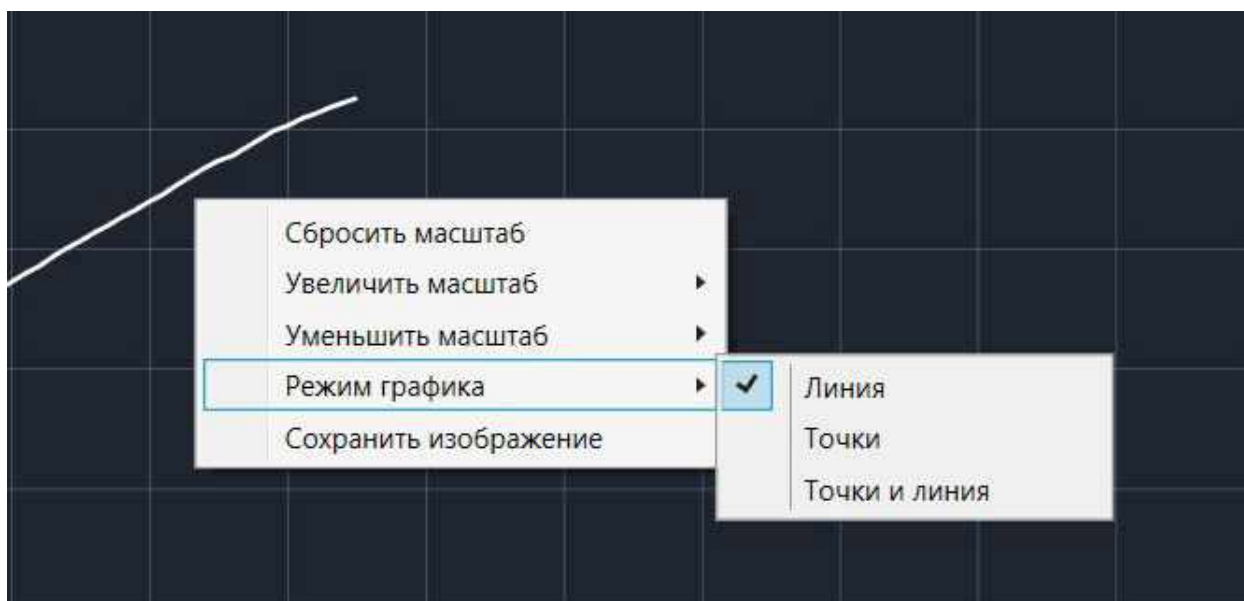 Сбросить масштаб
Увеличить масштаб
Уменьшить масштаб
Режим графика
Сохранить изображение
Линия
Точки
Точки и линия